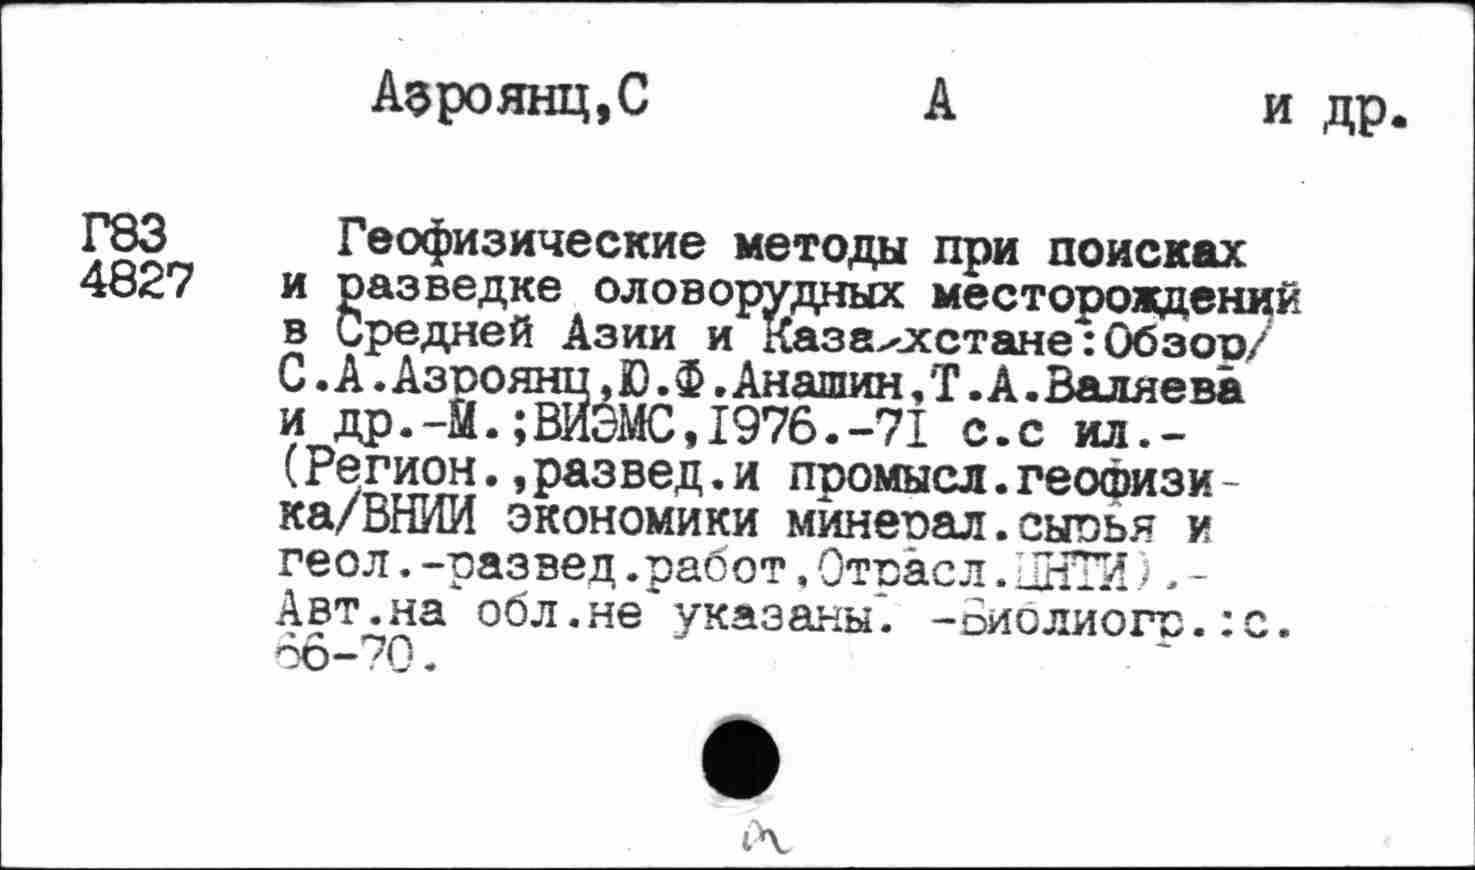 Азроянц,С А и др.
Г83
4827
Геофизические методы при поисках
и разведке оловорудных месторождений
в Средней Азии и Казахстане:Обзор/
С.А.Азроянц,Ю.Ф.Анашин,Т.А.Валяева
и др.-М.;ВИЭМС,1976.-71 с.с ил.-
(Регион.,развед.и промысл.геофизи-
ка/ВНИИ экономики минерал.сырья и
геол.-развед.работ,Отрасл.ЦНТИ).-
Авт.на обл.не указаны. -Библиогр.:с.
66-70.